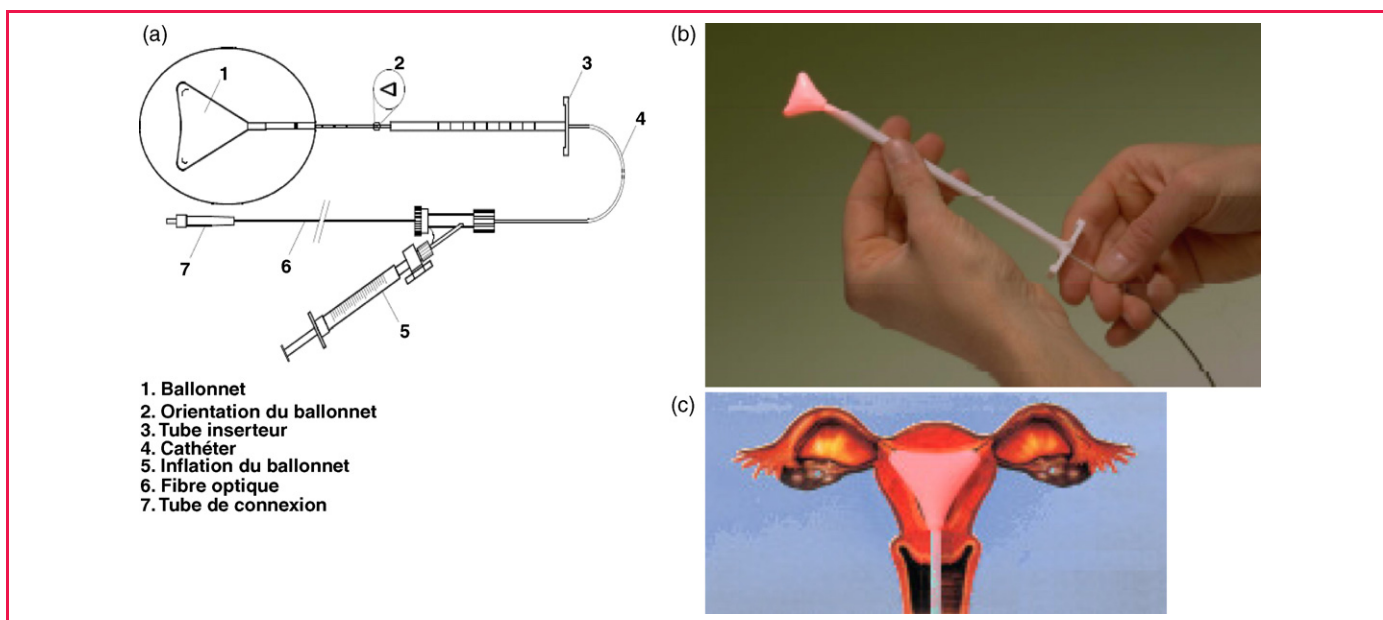 (a)
1
2
3
4
5
6
7
1. Ballonnet
2. Orientation du ballonnet
3. Tube inserteur
4. Cathéter
5. Inflation du ballonnet
6. Fibre optique
7. Tube de connexion
(b)
(c)